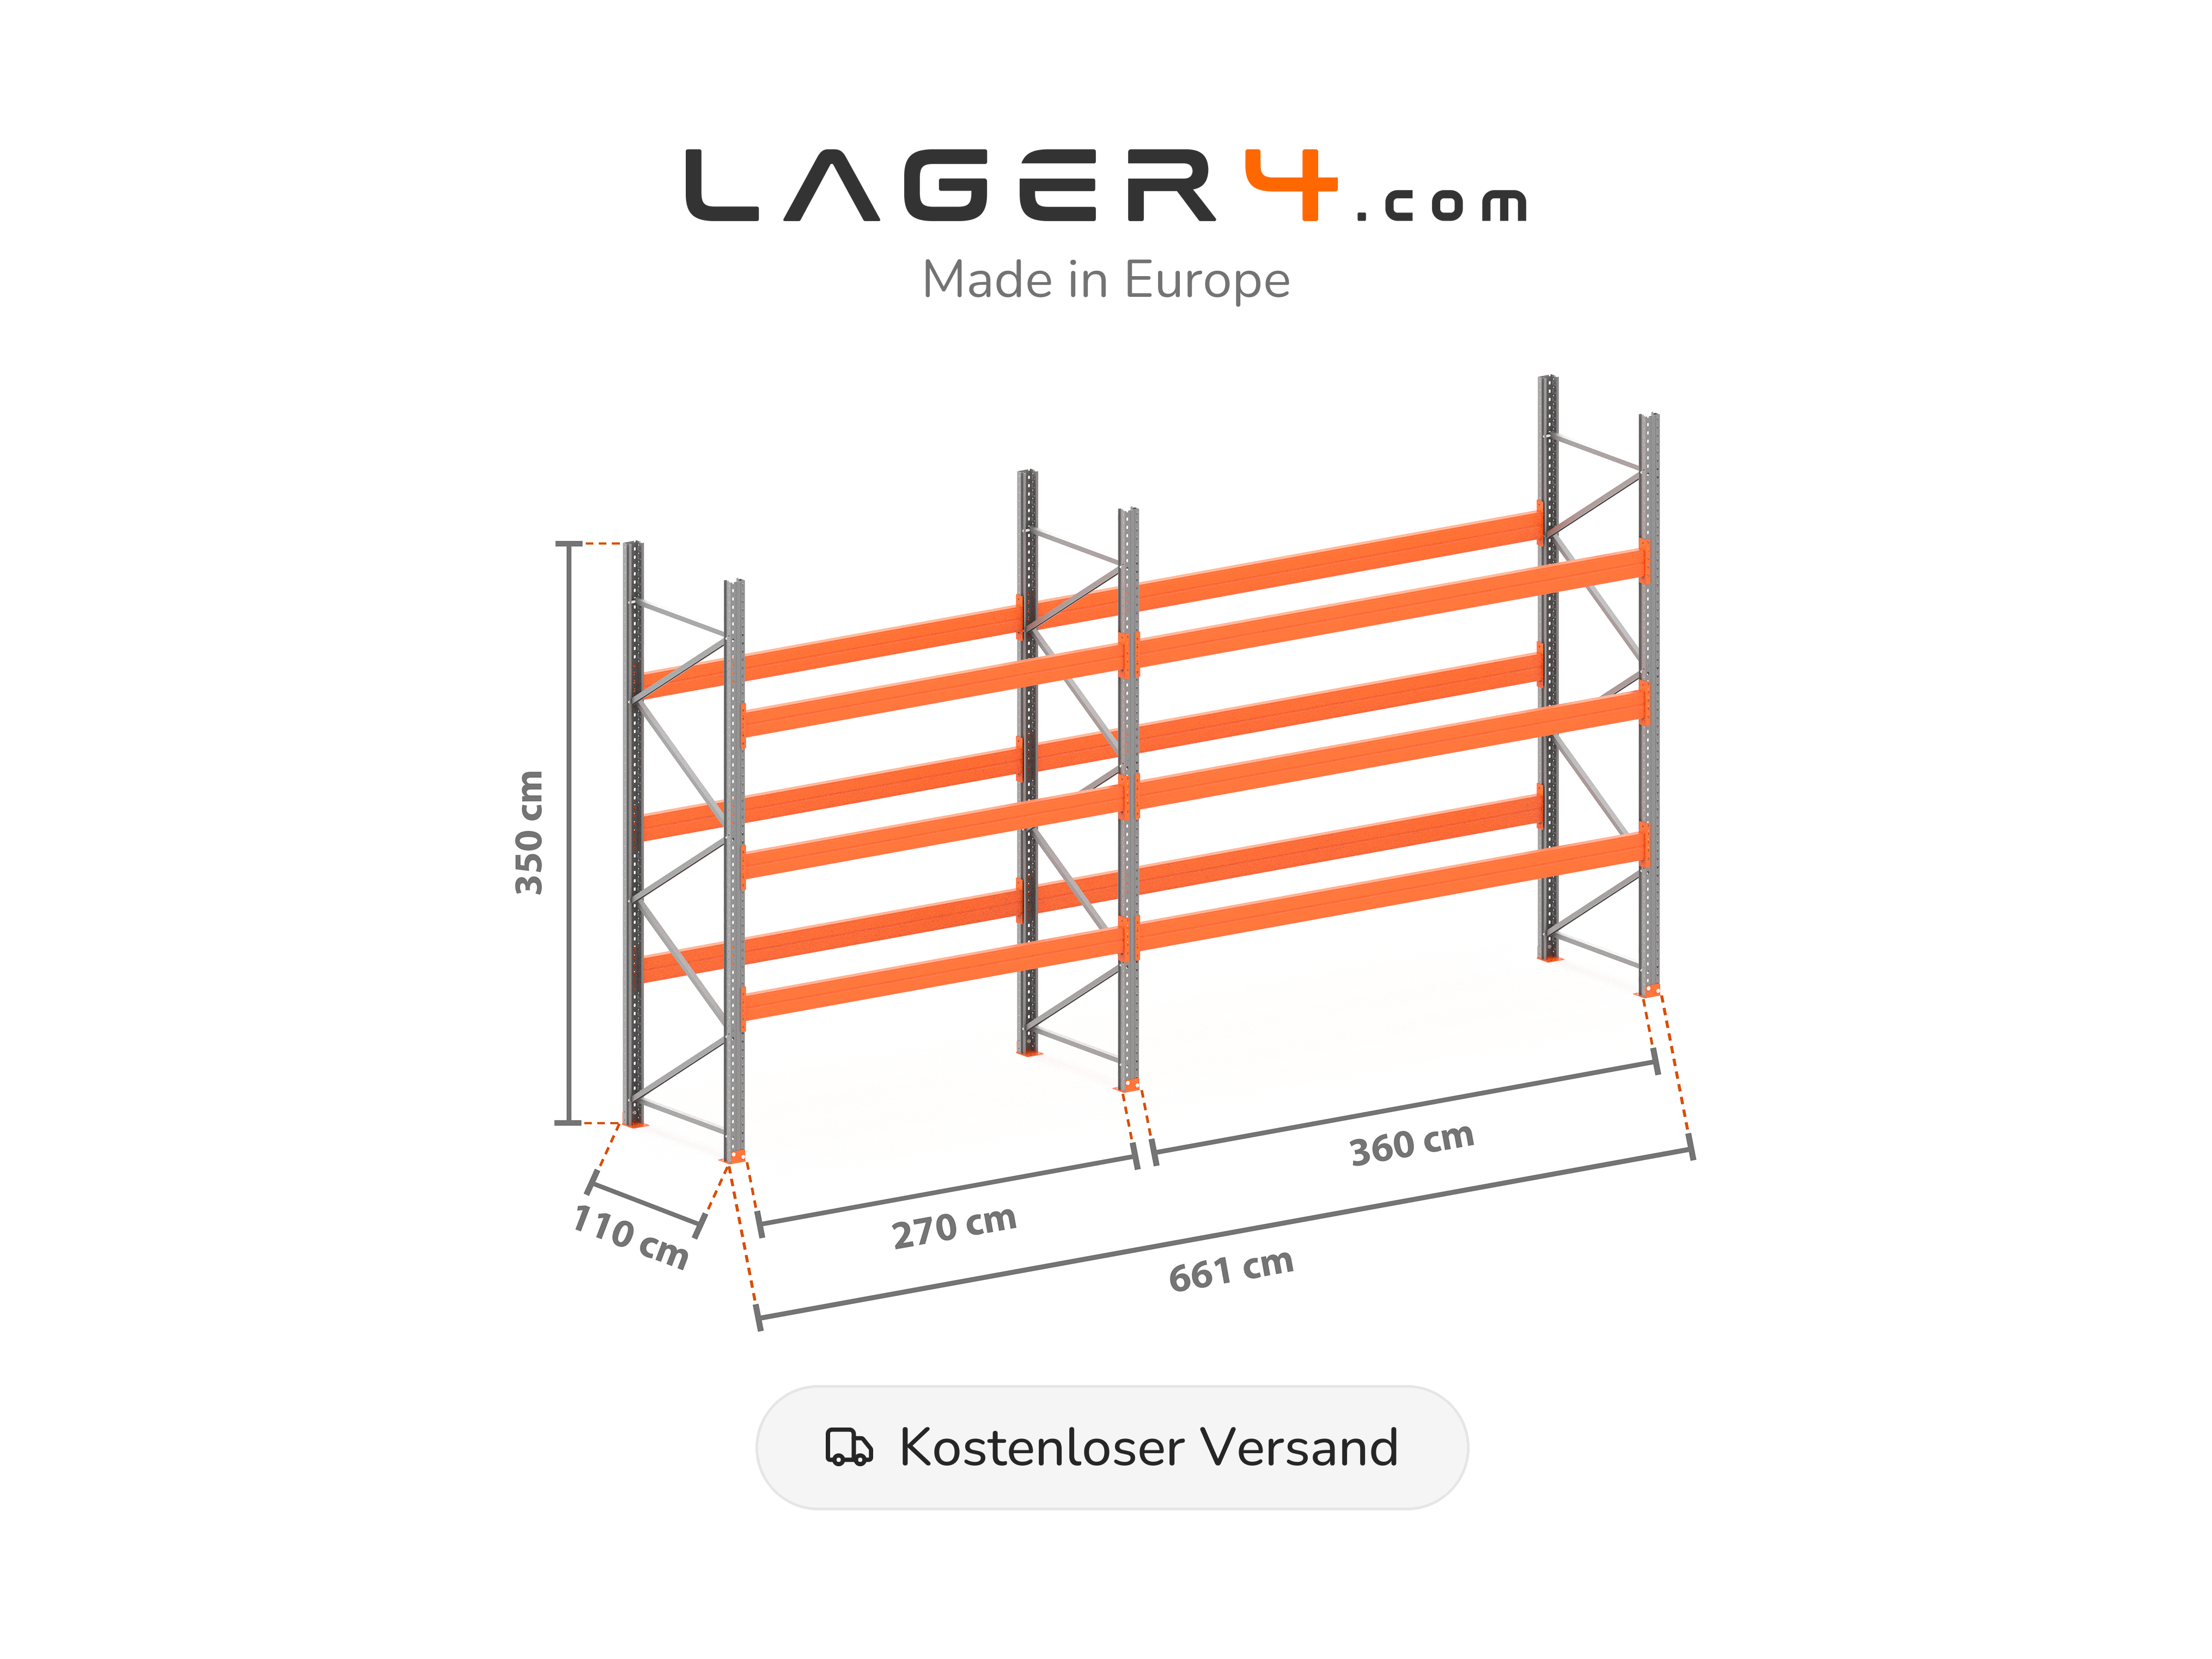 LAGER4.com
Made in Europe
350 cm
110 cm
270 cm
360 cm
661 cm
Kostenloser Versand